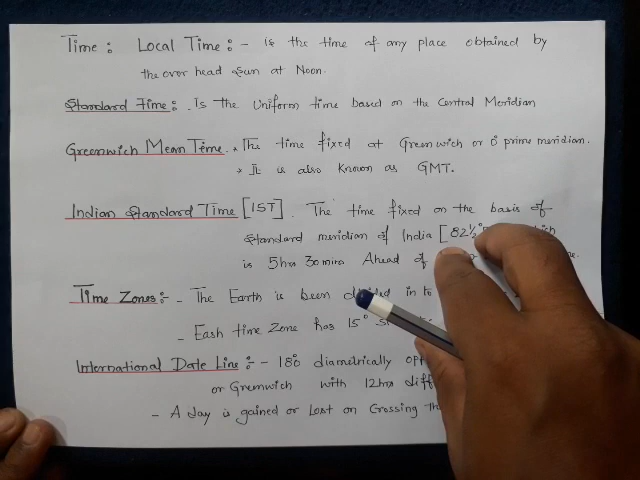 Time: Local Time:- is the time of any place obtained by
the over head sun at Noon.
Standard Time:- Is the Uniform time based on the Central Meridian
Greenwich Mean Time. The time fixed at Greenwich or 0° prime meridian.
It is also Known as GMT.
Indian Standard Time [IST]. The time fixed on the basis of
Standard meridian of India [82½°
is 5hrs 30mins Ahead of
Time Zones:- - The Earth is been divided in to
- Eash time Zone has 15°
International Date Line:- - 180° diametrically
or Greenwich with 12hrs
- A day is gained or Lost on Crossing